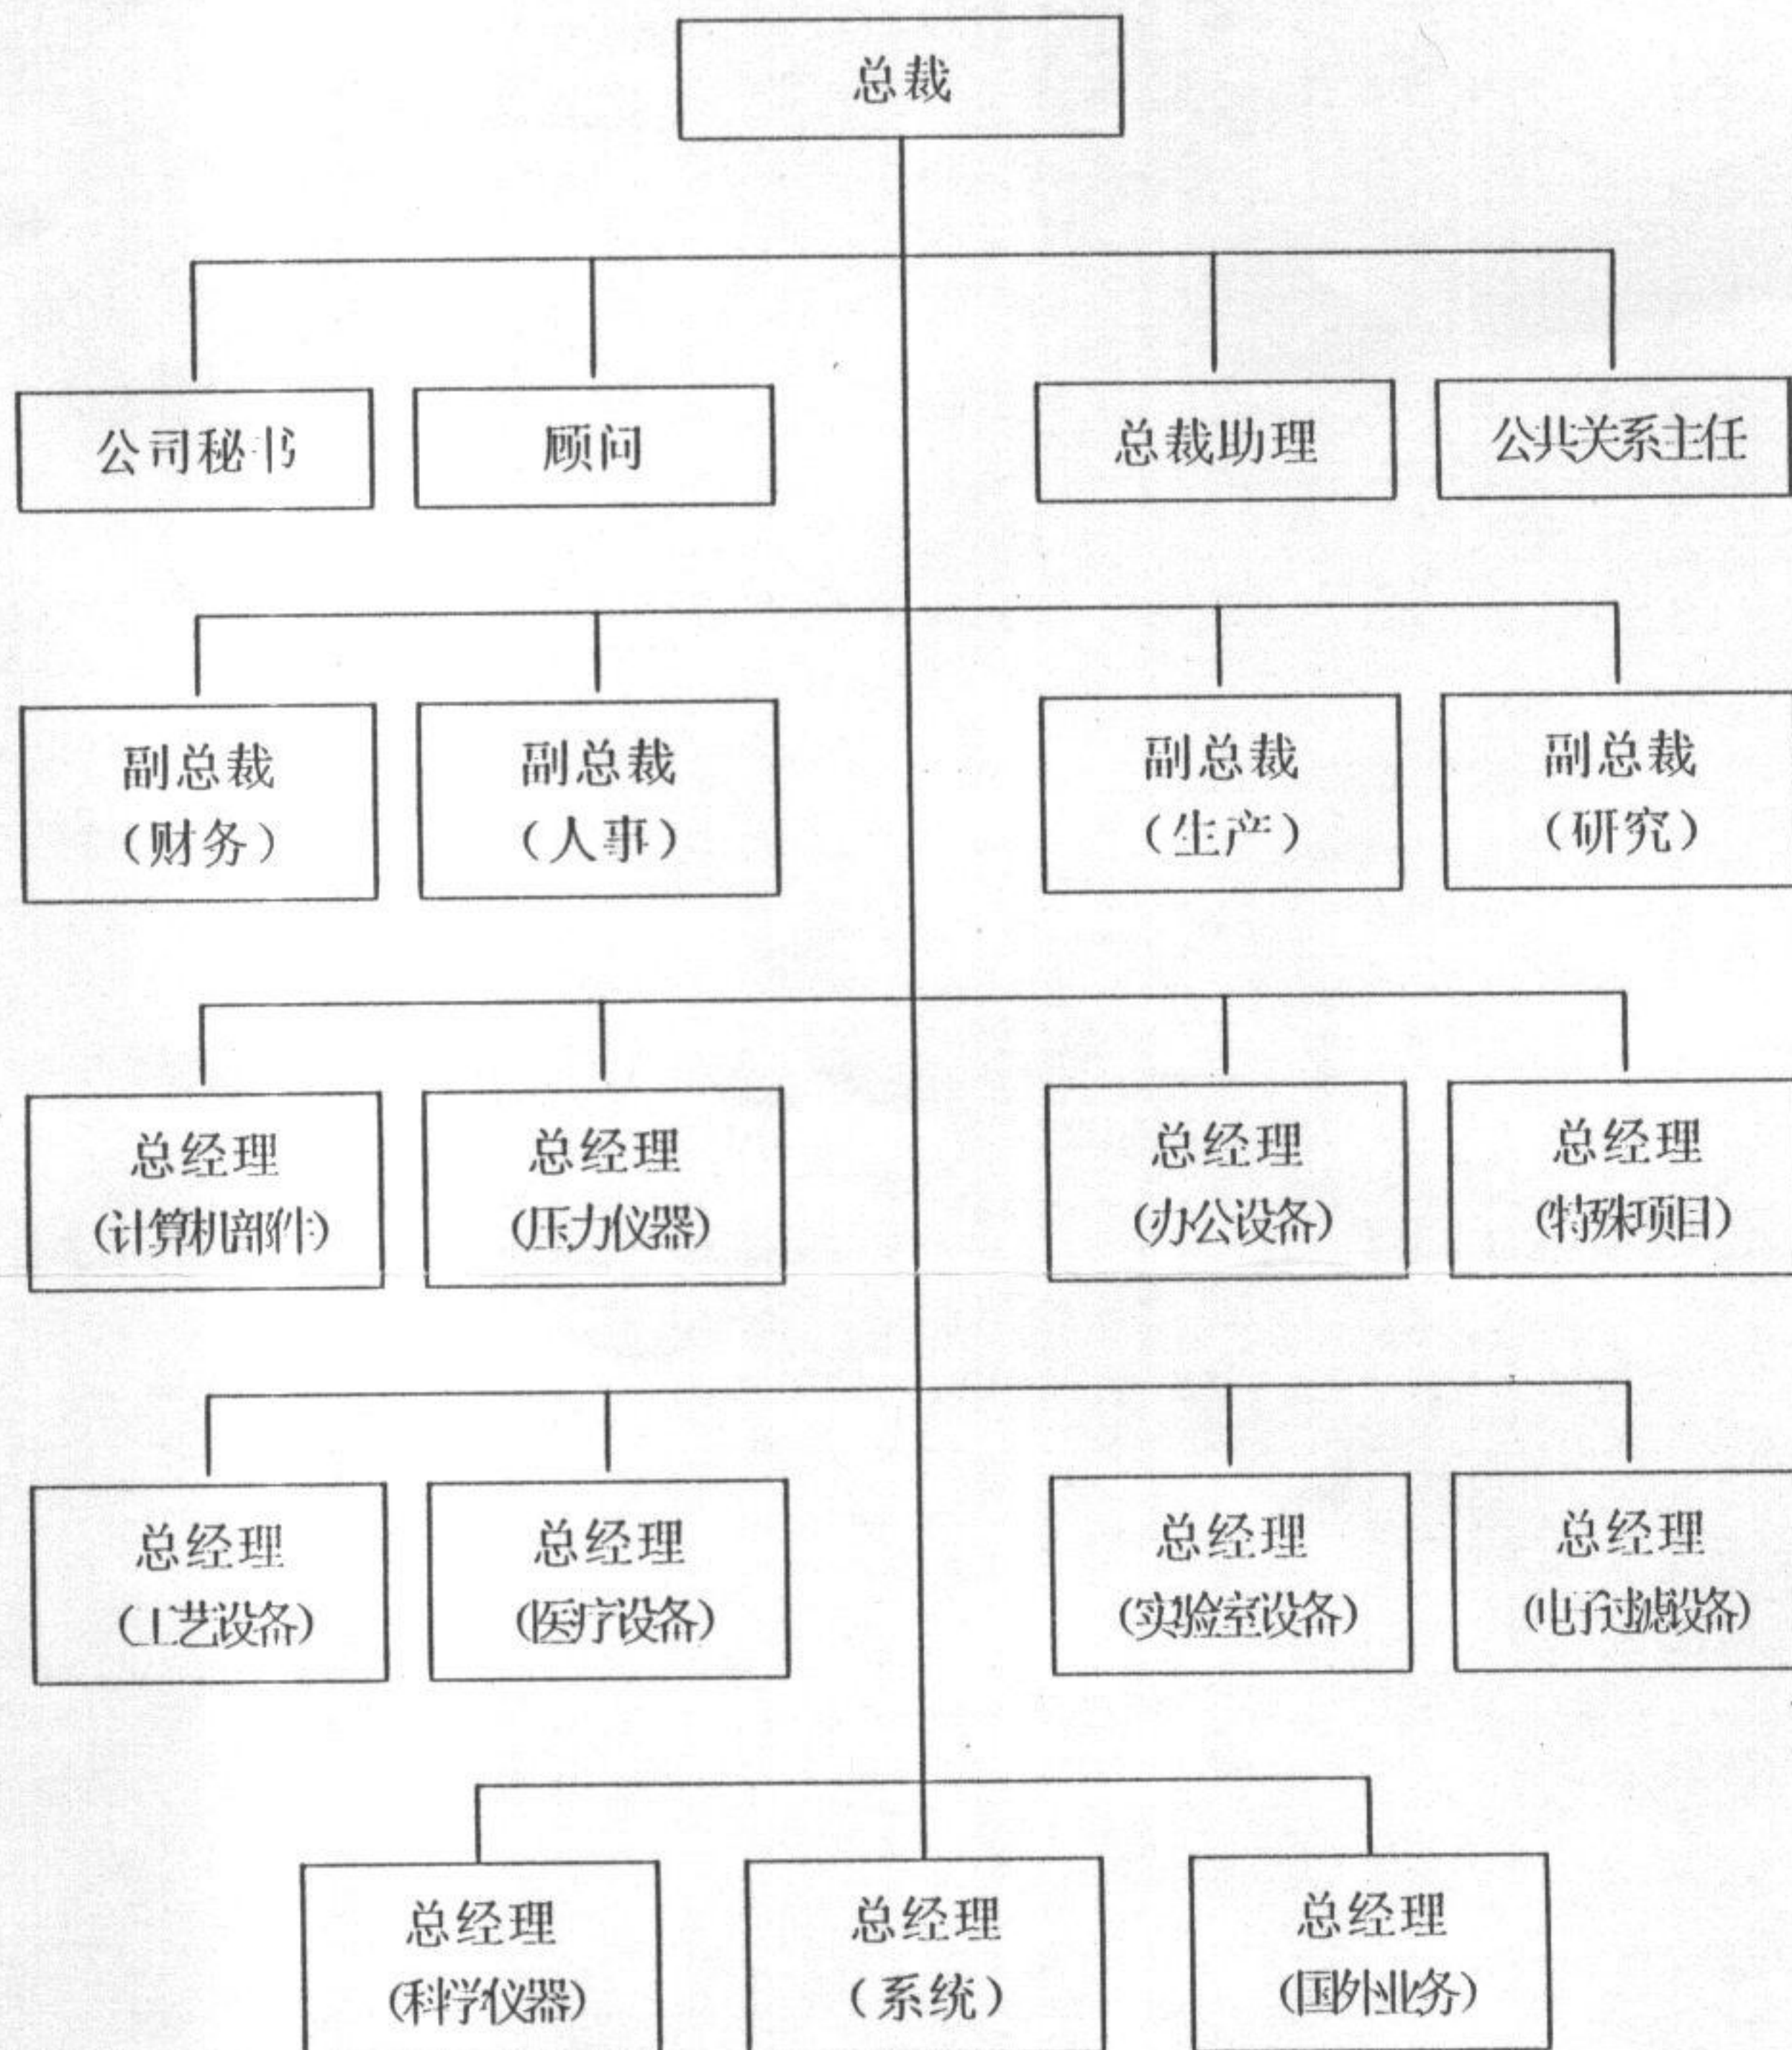 总裁
公司秘书
顾问
总裁助理
公共关系主任
副总裁
(财务)
副总裁
(人事)
副总裁
(生产)
副总裁
(研究)
总经理
(计算机部件)
总经理
(压力仪器)
总经理
(办公设备)
总经理
(特殊项目)
总经理
(工艺设备)
总经理
(医疗设备)
总经理
(实验室设备)
总经理
(电子过滤设备)
总经理
(科学仪器)
总经理
(系统)
总经理
(国外业务)